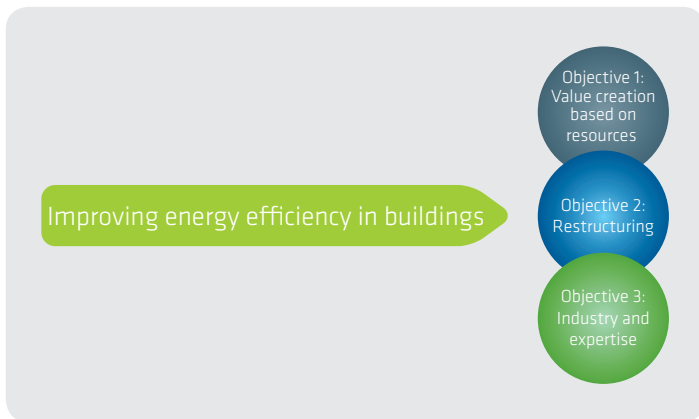 Objective 1:
Value creation
based on
resources
Improving energy efficiency in buildings
Objective 2:
Restructuring
Objective 3:
Industry and
expertise